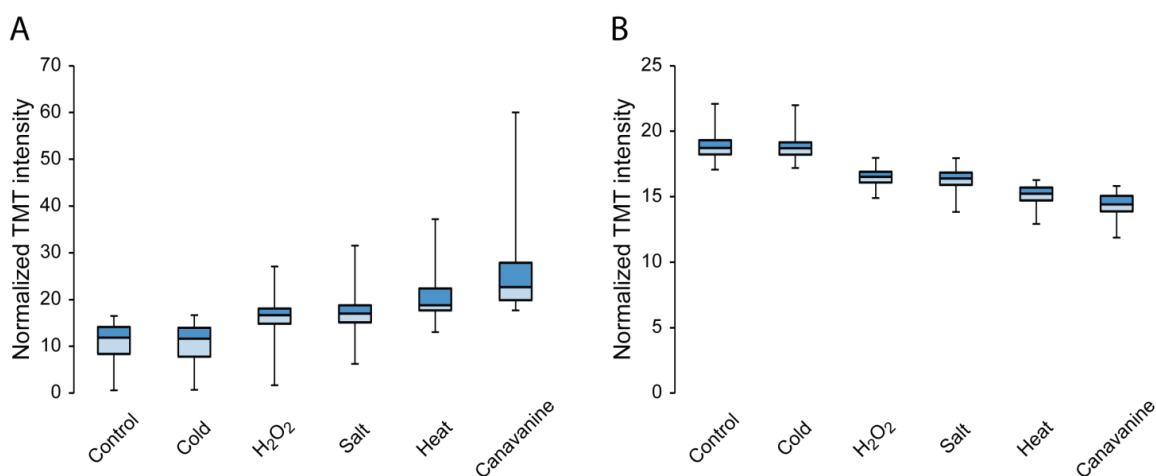 A
Normalized TMT intensity
70
60
50
40
30
20
10
0
Control
Cold
H₂O₂
Salt
Heat
Canavanine
B
Normalized TMT intensity
25
20
15
10
5
0
Control
Cold
H₂O₂
Salt
Heat
Canavanine